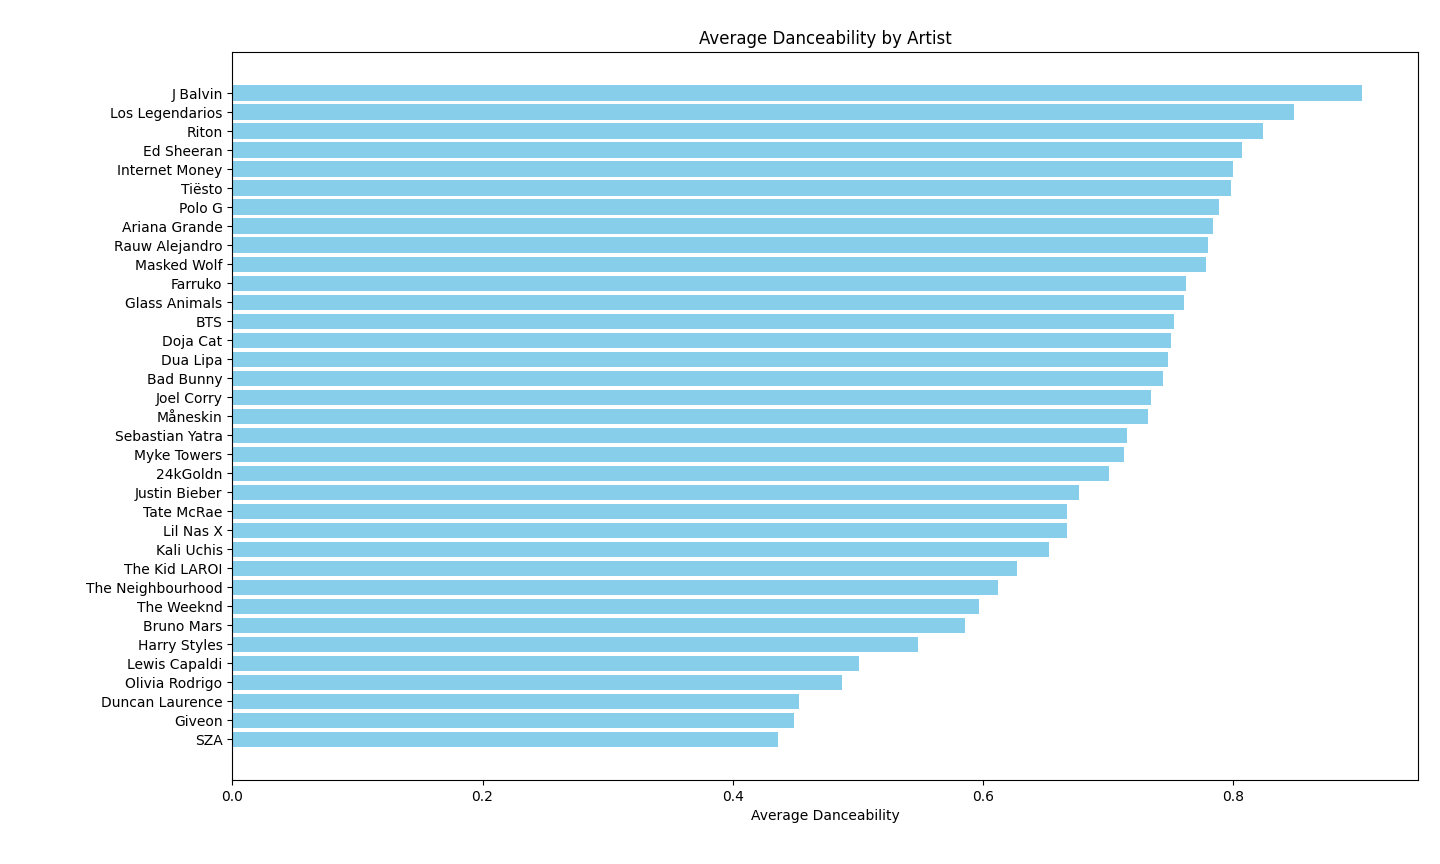 Average Danceability by Artist
J Balvin
Los Legendarios
Riton
Ed Sheeran
Internet Money
Tiësto
Polo G
Ariana Grande
Rauw Alejandro
Masked Wolf
Farruko
Glass Animals
BTS
Doja Cat
Dua Lipa
Bad Bunny
Joel Corry
Måneskin
Sebastian Yatra
Myke Towers
24kGoldn
Justin Bieber
Tate McRae
Lil Nas X
Kali Uchis
The Kid LAROI
The Neighbourhood
The Weeknd
Bruno Mars
Harry Styles
Lewis Capaldi
Olivia Rodrigo
Duncan Laurence
Giveon
SZA
0.0 0.2 0.4 0.6 0.8
Average Danceability